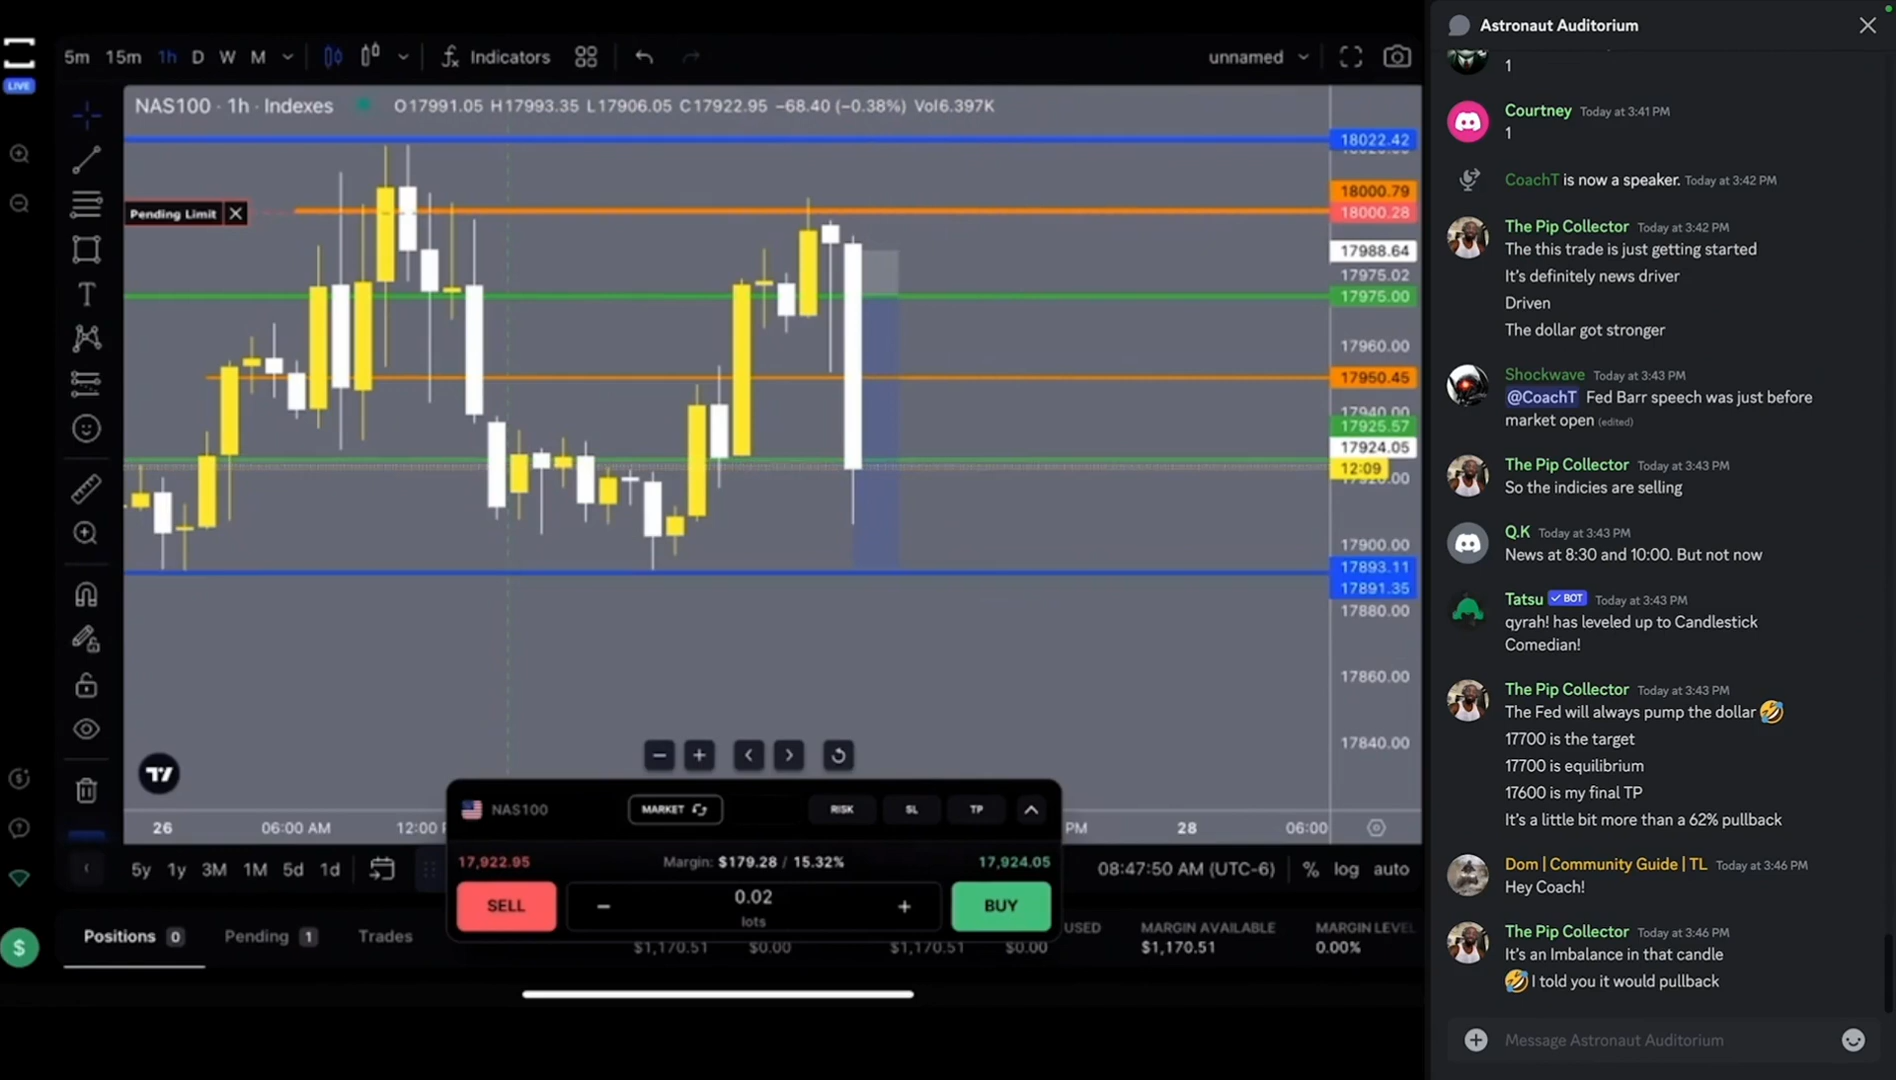 LIVE
5m 15m 1h D W M Indicators unnamed
NAS100 · 1h · Indexes O17991.05 H17993.35 L17906.05 C17922.95 −68.40 (−0.38%) Vol6.397K
Pending Limit
18022.42
18000.79
18000.28
17988.64
17975.02
17975.00
17960.00
17950.45
17940.00
17925.57
17924.05
12:09
17900.00
17893.11
17891.35
17880.00
17860.00
17840.00
26 06:00 AM 12:00 PM 28 06:00
NAS100 MARKET RISK SL TP
17,922.95 Margin: $179.28 / 15.32% 17,924.05
SELL 0.02 BUY
lots
5y 1y 3M 1M 5d 1d 08:47:50 AM (UTC-6) % log auto
Positions 0 Pending 1 Trades USED MARGIN AVAILABLE MARGIN LEVEL
$1,170.51 $0.00 $1,170.51 $0.00 $1,170.51 0.00%
Astronaut Auditorium
1
Courtney Today at 3:41 PM
1
CoachT is now a speaker. Today at 3:42 PM
The Pip Collector Today at 3:42 PM
The this trade is just getting started
It's definitely news driver
Driven
The dollar got stronger
Shockwave Today at 3:43 PM
@CoachT Fed Barr speech was just before
market open (edited)
The Pip Collector Today at 3:43 PM
So the indicies are selling
Q.K Today at 3:43 PM
News at 8:30 and 10:00. But not now
Tatsu BOT Today at 3:43 PM
qyrah! has leveled up to Candlestick
Comedian!
The Pip Collector Today at 3:43 PM
The Fed will always pump the dollar 🤣
17700 is the target
17700 is equilibrium
17600 is my final TP
It's a little bit more than a 62% pullback
Dom | Community Guide | TL Today at 3:46 PM
Hey Coach!
The Pip Collector Today at 3:46 PM
It's an Imbalance in that candle
🤣 I told you it would pullback
Message Astronaut Auditorium